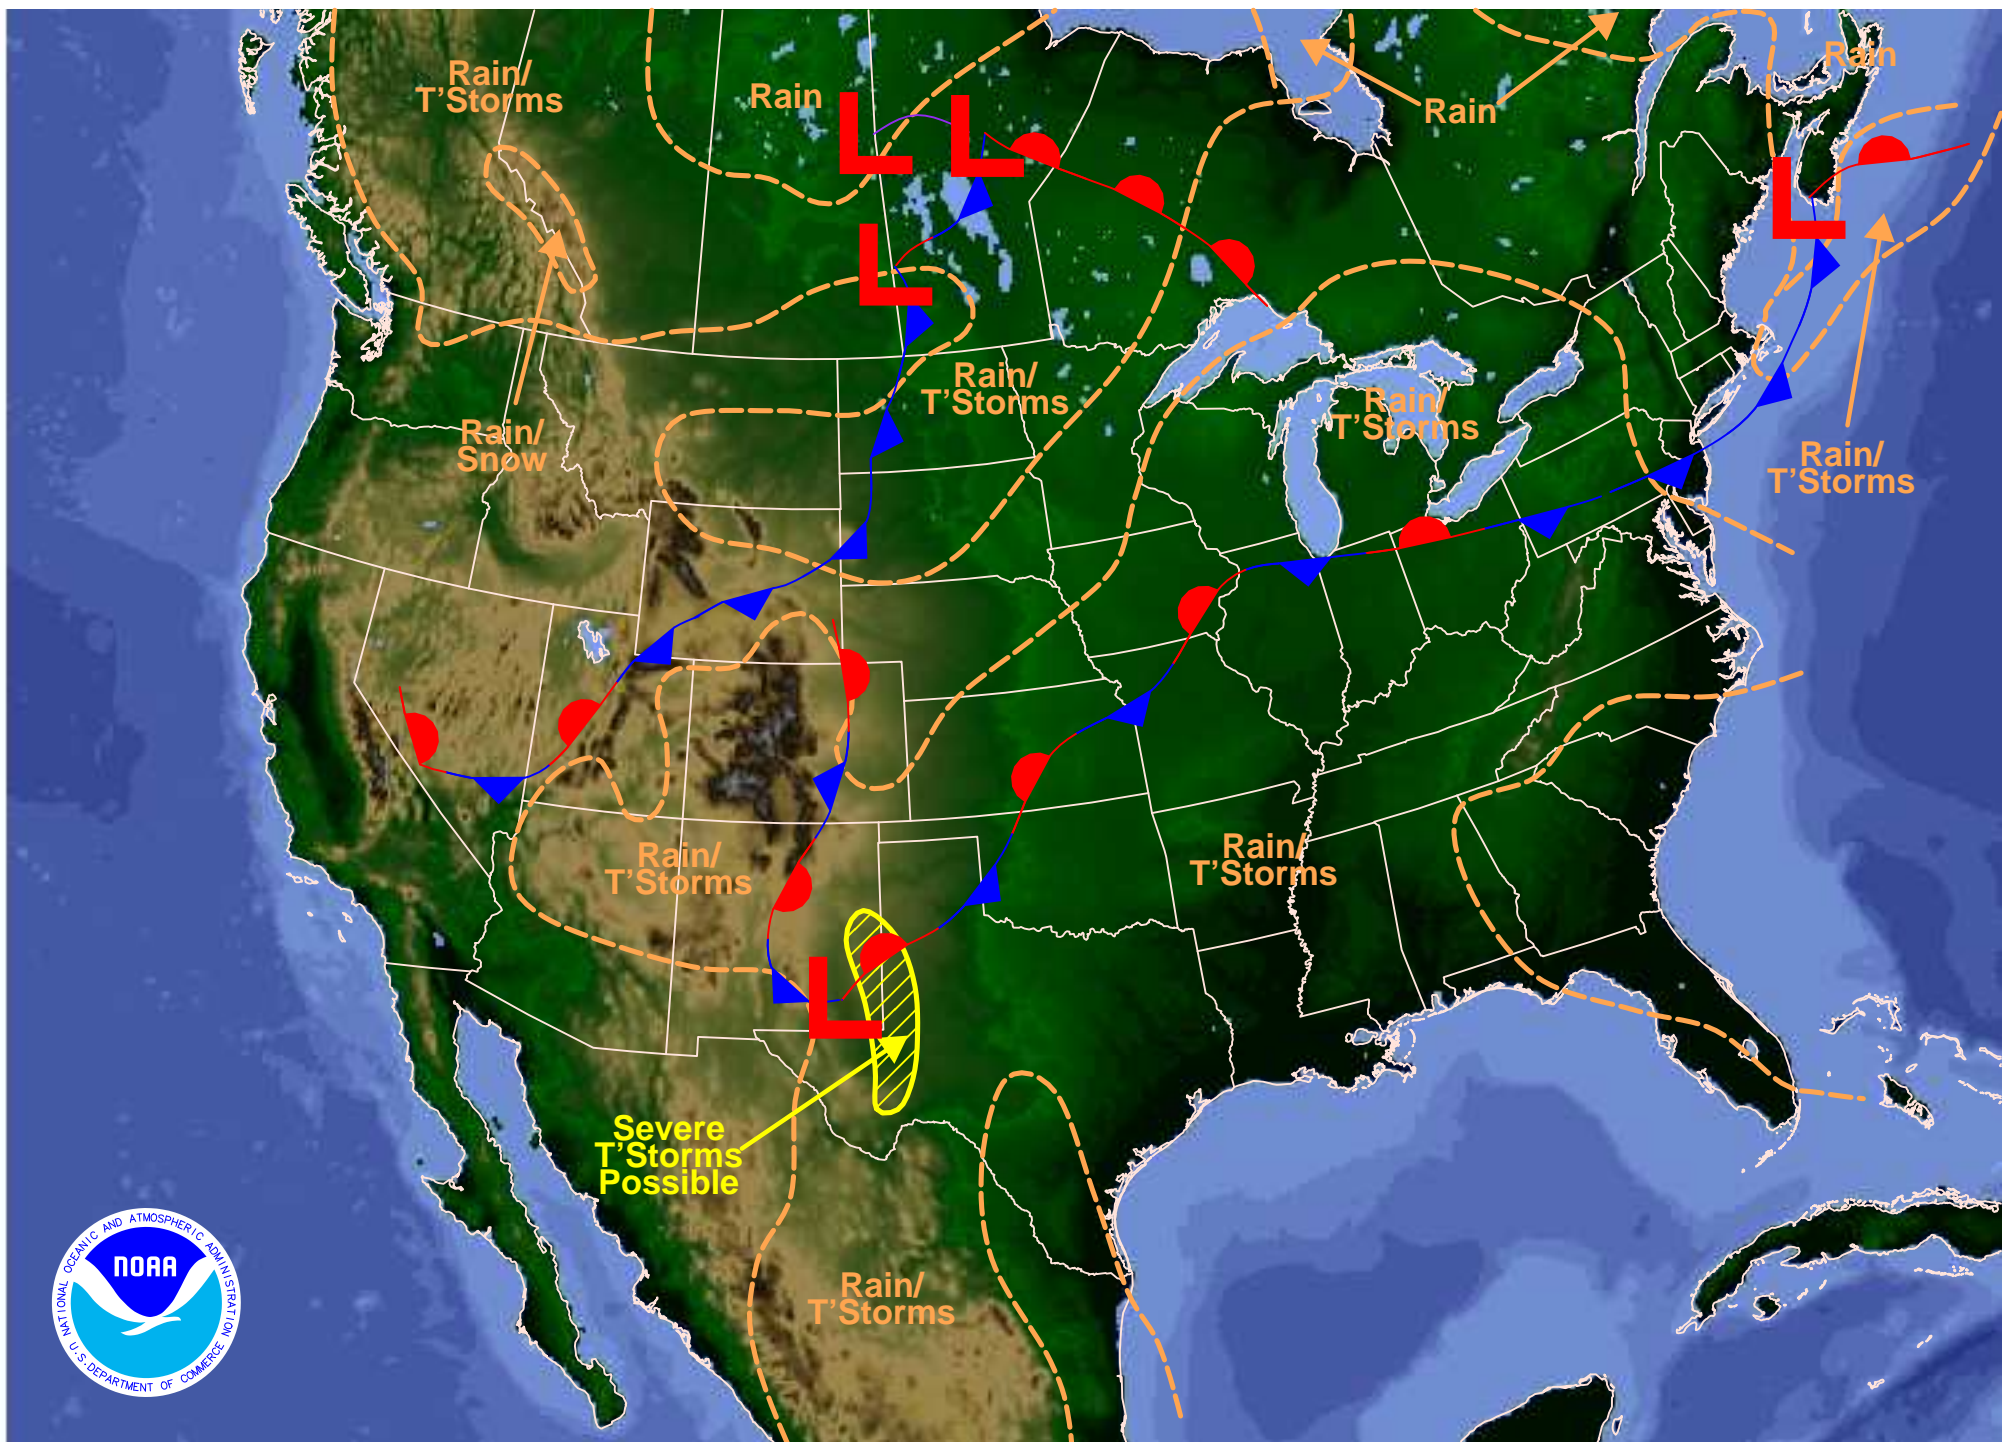 Rain/
T'Storms
Rain
Rain
Rain
Rain/
T'Storms
Rain/
T'Storms
Rain/
Snow
Rain/
T'Storms
Rain/
T'Storms
Rain/
T'Storms
Severe
T'Storms
Possible
Rain/
T'Storms
L
L
L
L
L
NATIONAL OCEANIC AND ATMOSPHERIC ADMINISTRATION
NOAA
U.S. DEPARTMENT OF COMMERCE